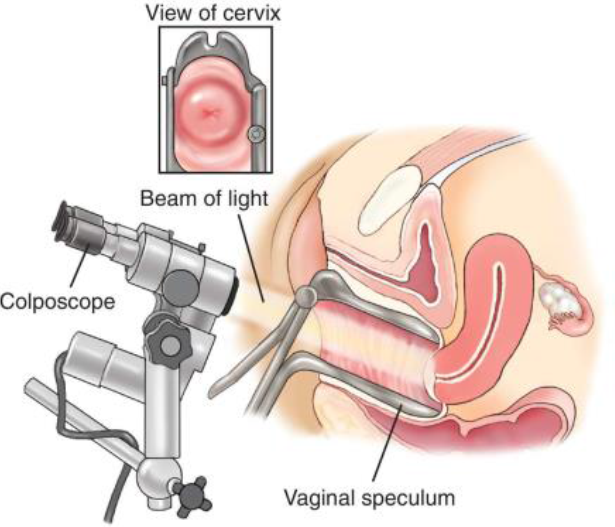 View of cervix
Beam of light
Colposcope
Vaginal speculum